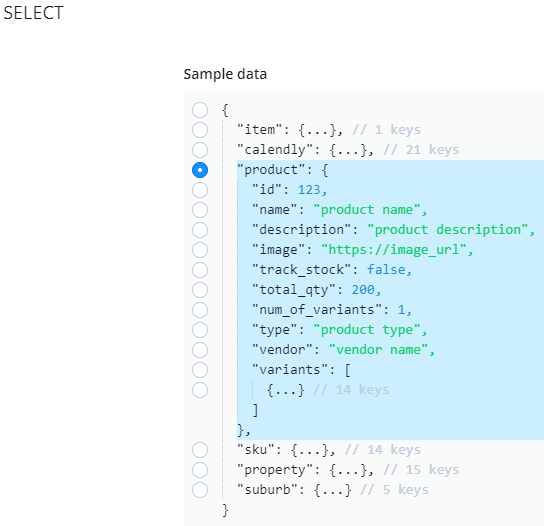 SELECT
Sample data
{
"item": {...}, // 1 keys
"calendly": {...}, // 21 keys
"product": {
"id": 123,
"name": "product name",
"description": "product description",
"image": "https://image_url",
"track_stock": false,
"total_qty": 200,
"num_of_variants": 1,
"type": "product type",
"vendor": "vendor name",
"variants": [
{...} // 14 keys
]
},
"sku": {...}, // 14 keys
"property": {...}, // 15 keys
"suburb": {...} // 5 keys
}